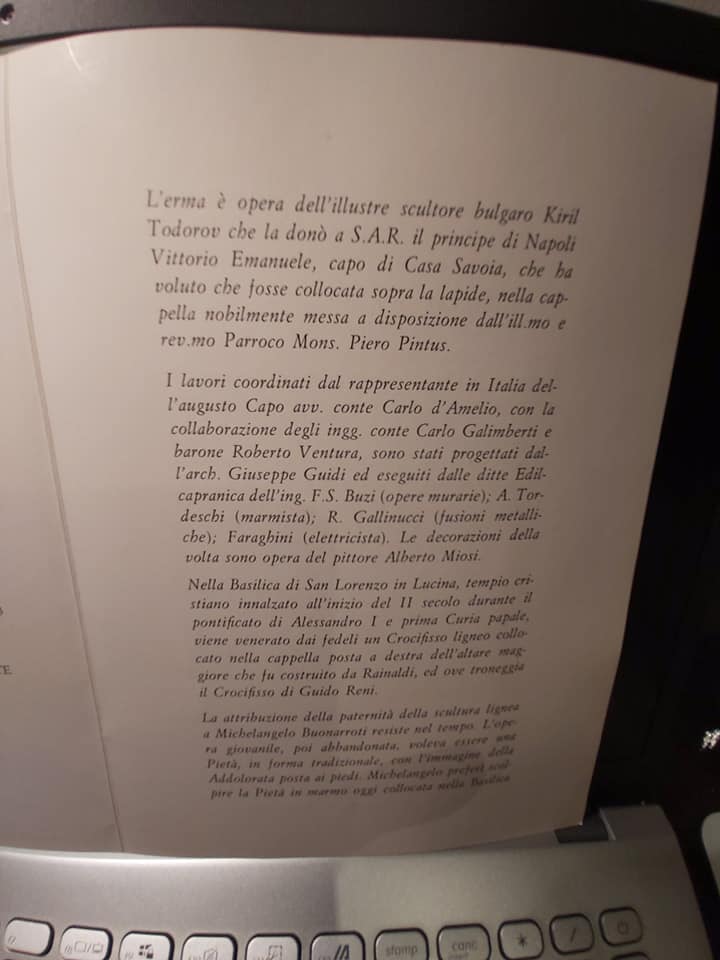 L'erma è opera dell'illustre scultore bulgaro Kiril
Todorov che la donò a S.A.R. il principe di Napoli
Vittorio Emanuele, capo di Casa Savoia, che ha
voluto che fosse collocata sopra la lapide, nella cap-
pella nobilmente messa a disposizione dall'ill.mo e
rev.mo Parroco Mons. Piero Pintus.
I lavori coordinati dal rappresentante in Italia del-
l'augusto Capo avv. conte Carlo d'Amelio, con la
collaborazione degli ingg. conte Carlo Galimberti e
barone Roberto Ventura, sono stati progettati dal-
l'arch. Giuseppe Guidi ed eseguiti dalle ditte Edil-
capranica dell'ing. F.S. Buzi (opere murarie); A. Tor-
deschi (marmista); R. Gallinucci (fusioni metalli-
che); Faraghini (elettricista). Le decorazioni della
volta sono opera del pittore Alberto Miosi.
Nella Basilica di San Lorenzo in Lucina, tempio cri-
stiano innalzato all'inizio del II secolo durante il
pontificato di Alessandro I e prima Curia papale,
viene venerato dai fedeli un Crocifisso ligneo collo-
cato nella cappella posta a destra dell'altare mag-
giore che fu costruito da Rainaldi, ed ove troneggia
il Crocifisso di Guido Reni.
La attribuzione della paternità della scultura lignea
a Michelangelo Buonarroti resiste nel tempo. L'ope-
ra giovanile, poi abbandonata, voleva essere una
Pietà, in forma tradizionale, con l'immagine della
Addolorata posta ai piedi. Michelangelo preferì scol-
pire la Pietà in marmo oggi collocata nella Basilica
stamp
canc
*
/